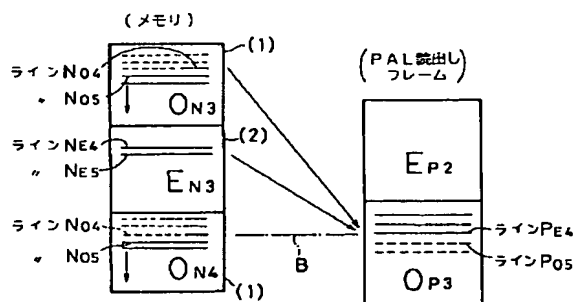 (メモリ)
(1)
ラインNO4
〃 NO5
ON3
(2)
ラインNE4
〃 NE5
EN3
ラインNO4
〃 NO5
ON4
(1)
B
(PAL読出しフレーム)
EP2
ラインPE4
ラインPO5
OP3